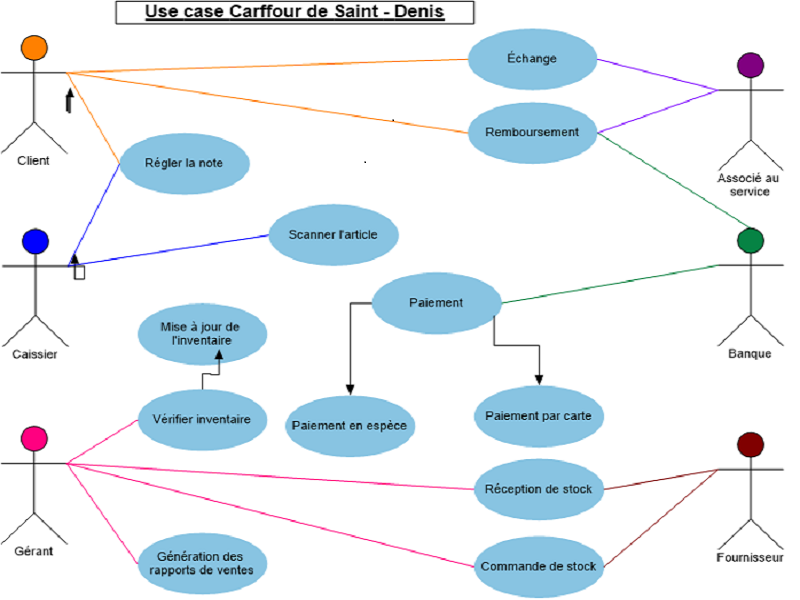 Use case Carffour de Saint - Denis
Échange
Client
Remboursement
Régler la note
Associé au
service
Scanner l'article
Caissier
Paiement
Banque
Mise à jour de
l'inventaire
Vérifier inventaire
Paiement en espèce
Paiement par carte
Gérant
Réception de stock
Génération des
rapports de ventes
Commande de stock
Fournisseur